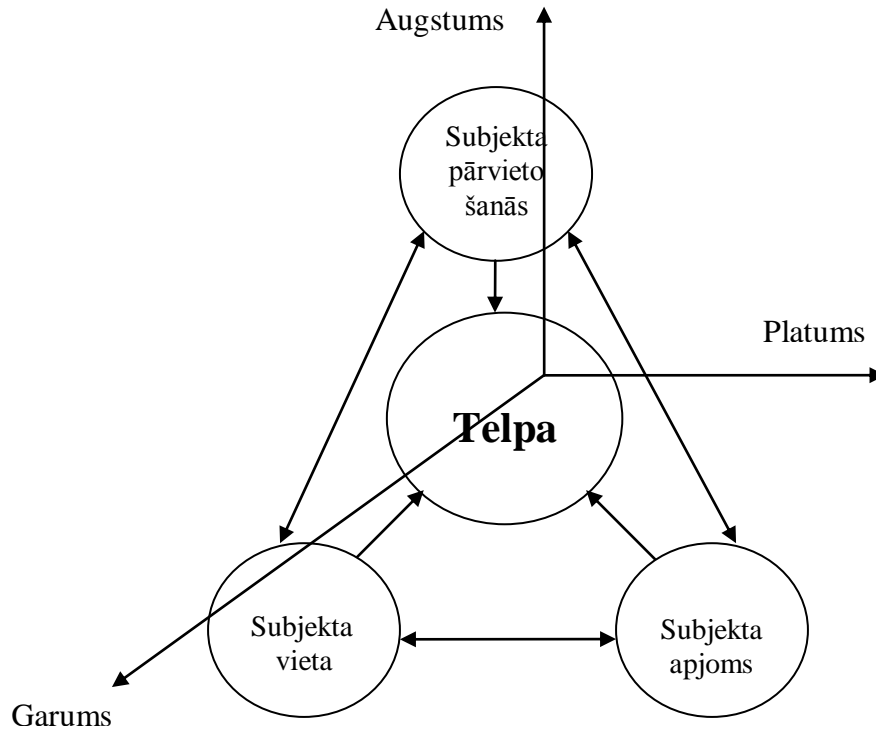 Augstums
Subjekta
pārvieto
šanās
Platums
Telpa
Subjekta
vieta
Subjekta
apjoms
Garums